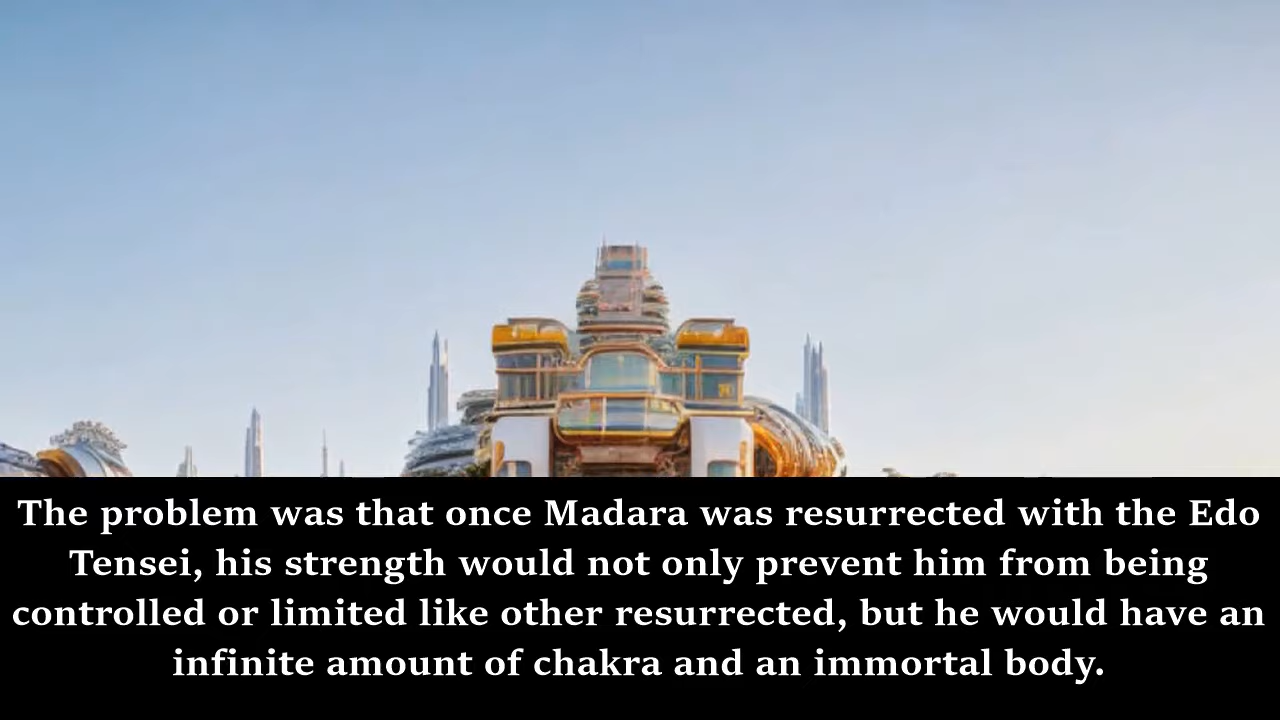 The problem was that once Madara was resurrected with the Edo
Tensei, his strength would not only prevent him from being
controlled or limited like other resurrected, but he would have an
infinite amount of chakra and an immortal body.